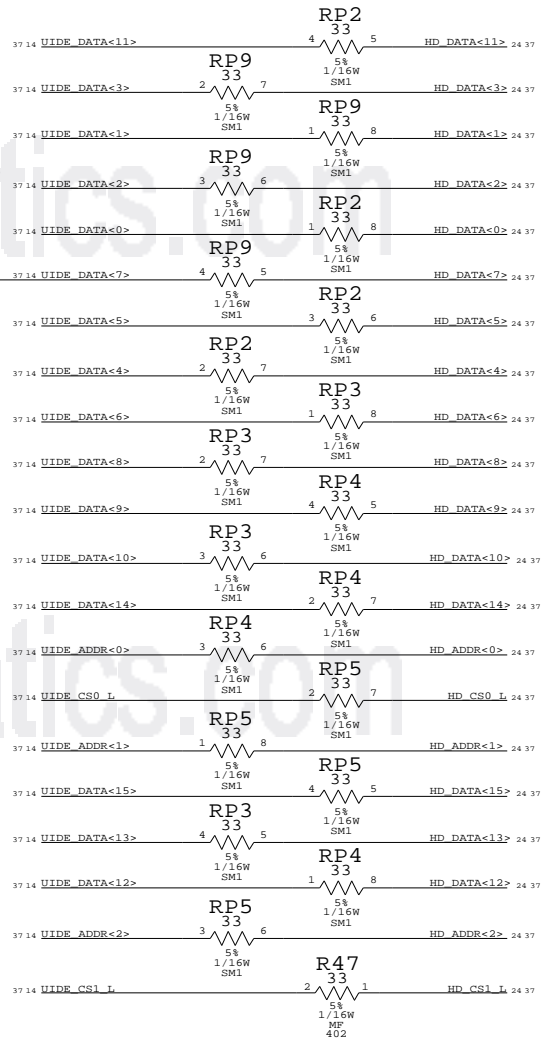 RP2
33
37 14 UIDE_DATA<11> 4 5 HD_DATA<11> 24 37
5%
1/16W
SM1
RP9
33
37 14 UIDE_DATA<3> 2 7 HD_DATA<3> 24 37
5%
1/16W
SM1
RP9
33
37 14 UIDE_DATA<1> 1 8 HD_DATA<1> 24 37
5%
1/16W
SM1
RP9
33
37 14 UIDE_DATA<2> 3 6 HD_DATA<2> 24 37
5%
1/16W
SM1
RP2
33
37 14 UIDE_DATA<0> 1 8 HD_DATA<0> 24 37
5%
1/16W
SM1
RP9
33
37 14 UIDE_DATA<7> 4 5 HD_DATA<7> 24 37
5%
1/16W
SM1
RP2
33
37 14 UIDE_DATA<5> 3 6 HD_DATA<5> 24 37
5%
1/16W
SM1
RP2
33
37 14 UIDE_DATA<4> 2 7 HD_DATA<4> 24 37
5%
1/16W
SM1
RP3
33
37 14 UIDE_DATA<6> 1 8 HD_DATA<6> 24 37
5%
1/16W
SM1
RP3
33
37 14 UIDE_DATA<8> 2 7 HD_DATA<8> 24 37
5%
1/16W
SM1
RP4
33
37 14 UIDE_DATA<9> 4 5 HD_DATA<9> 24 37
5%
1/16W
SM1
RP3
33
37 14 UIDE_DATA<10> 3 6 HD_DATA<10> 24 37
5%
1/16W
SM1
RP4
33
37 14 UIDE_DATA<14> 2 7 HD_DATA<14> 24 37
5%
1/16W
SM1
RP4
33
37 14 UIDE_ADDR<0> 3 6 HD_ADDR<0> 24 37
5%
1/16W
SM1
RP5
33
37 14 UIDE_CS0_L 2 7 HD_CS0_L 24 37
5%
1/16W
SM1
RP5
33
37 14 UIDE_ADDR<1> 1 8 HD_ADDR<1> 24 37
5%
1/16W
SM1
RP5
33
37 14 UIDE_DATA<15> 4 5 HD_DATA<15> 24 37
5%
1/16W
SM1
RP3
33
37 14 UIDE_DATA<13> 4 5 HD_DATA<13> 24 37
5%
1/16W
SM1
RP4
33
37 14 UIDE_DATA<12> 1 8 HD_DATA<12> 24 37
5%
1/16W
SM1
RP5
33
37 14 UIDE_ADDR<2> 3 6 HD_ADDR<2> 24 37
5%
1/16W
SM1
R47
33
37 14 UIDE_CS1_L 2 1 HD_CS1_L 24 37
5%
1/16W
MF
402
tics.com
atics.com